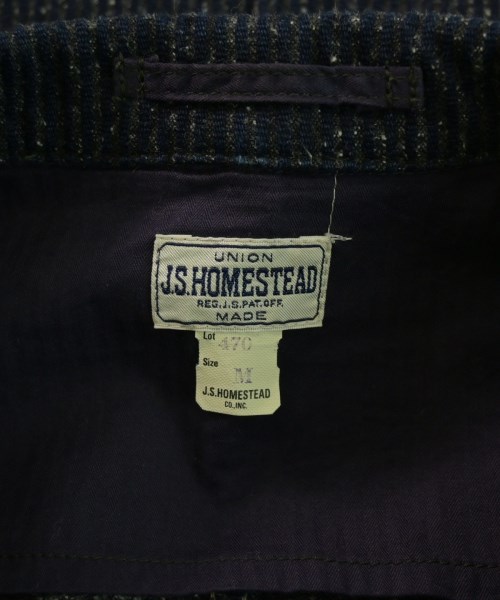 UNION
J.S.HOMESTEAD
REG.J.S.PAT.OFF.
MADE
Lot 470
Size M
J.S.HOMESTEAD
CO.,INC.